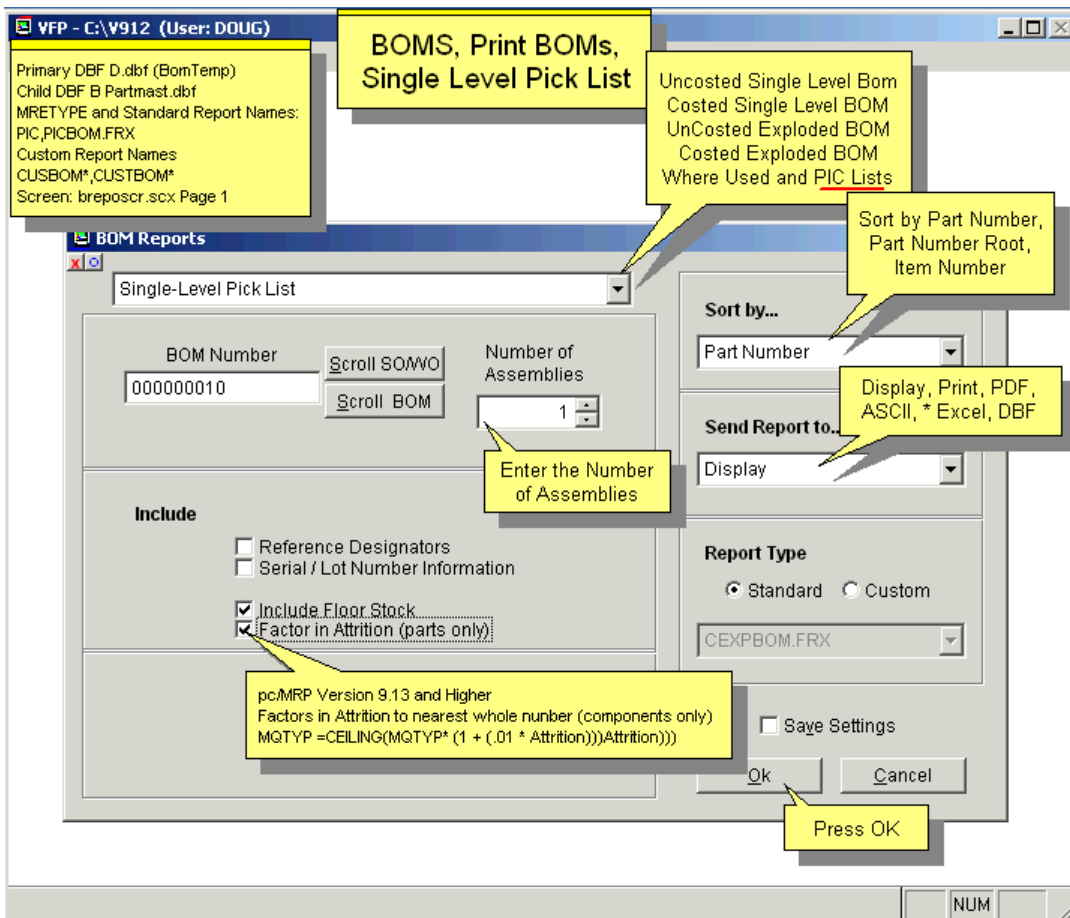 VFP - C:\V912 (User: DOUG)
BOMS, Print BOMs,
Single Level Pick List
Primary DBF D.dbf (BomTemp)
Child DBF B Partmast.dbf
MRETYPE and Standard Report Names:
PIC,PICBOM.FRX
Custom Report Names
CUSBOM*,CUSTBOM*
Screen: breposcr.scx Page 1
Uncosted Single Level Bom
Costed Single Level BOM
UnCosted Exploded BOM
Costed Exploded BOM
Where Used and PIC Lists
Sort by Part Number,
Part Number Root,
Item Number
BOM Reports
Single-Level Pick List
BOM Number
000000010
Scroll SO/WO
Scroll BOM
Number of
Assemblies
1
Enter the Number
of Assemblies
Sort by...
Part Number
Display, Print, PDF,
ASCII, * Excel, DBF
Send Report to...
Display
Include
Reference Designators
Serial / Lot Number Information
Include Floor Stock
Factor in Attrition (parts only)
Report Type
Standard
Custom
CEXPBOM.FRX
pc/MRP Version 9.13 and Higher
Factors in Attrition to nearest whole nunber (components only)
MQTYP =CEILING(MQTYP* (1 + (.01 * Attrition)))Attrition)))
Save Settings
Ok
Cancel
Press OK
NUM